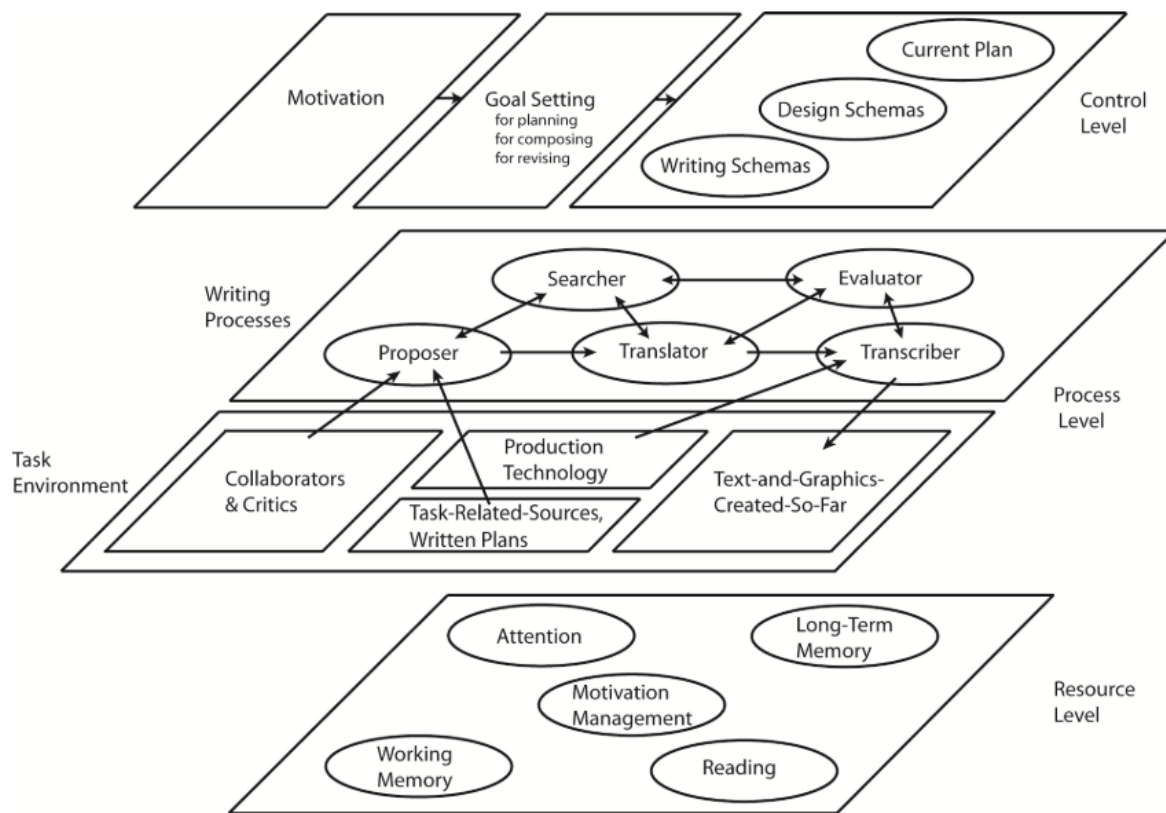 Motivation
Goal Setting
for planning
for composing
for revising
Current Plan
Design Schemas
Writing Schemas
Control
Level
Writing
Processes
Searcher
Evaluator
Proposer
Translator
Transcriber
Process
Level
Task
Environment
Collaborators
& Critics
Production
Technology
Task-Related-Sources,
Written Plans
Text-and-Graphics-
Created-So-Far
Attention
Long-Term
Memory
Motivation
Management
Working
Memory
Reading
Resource
Level